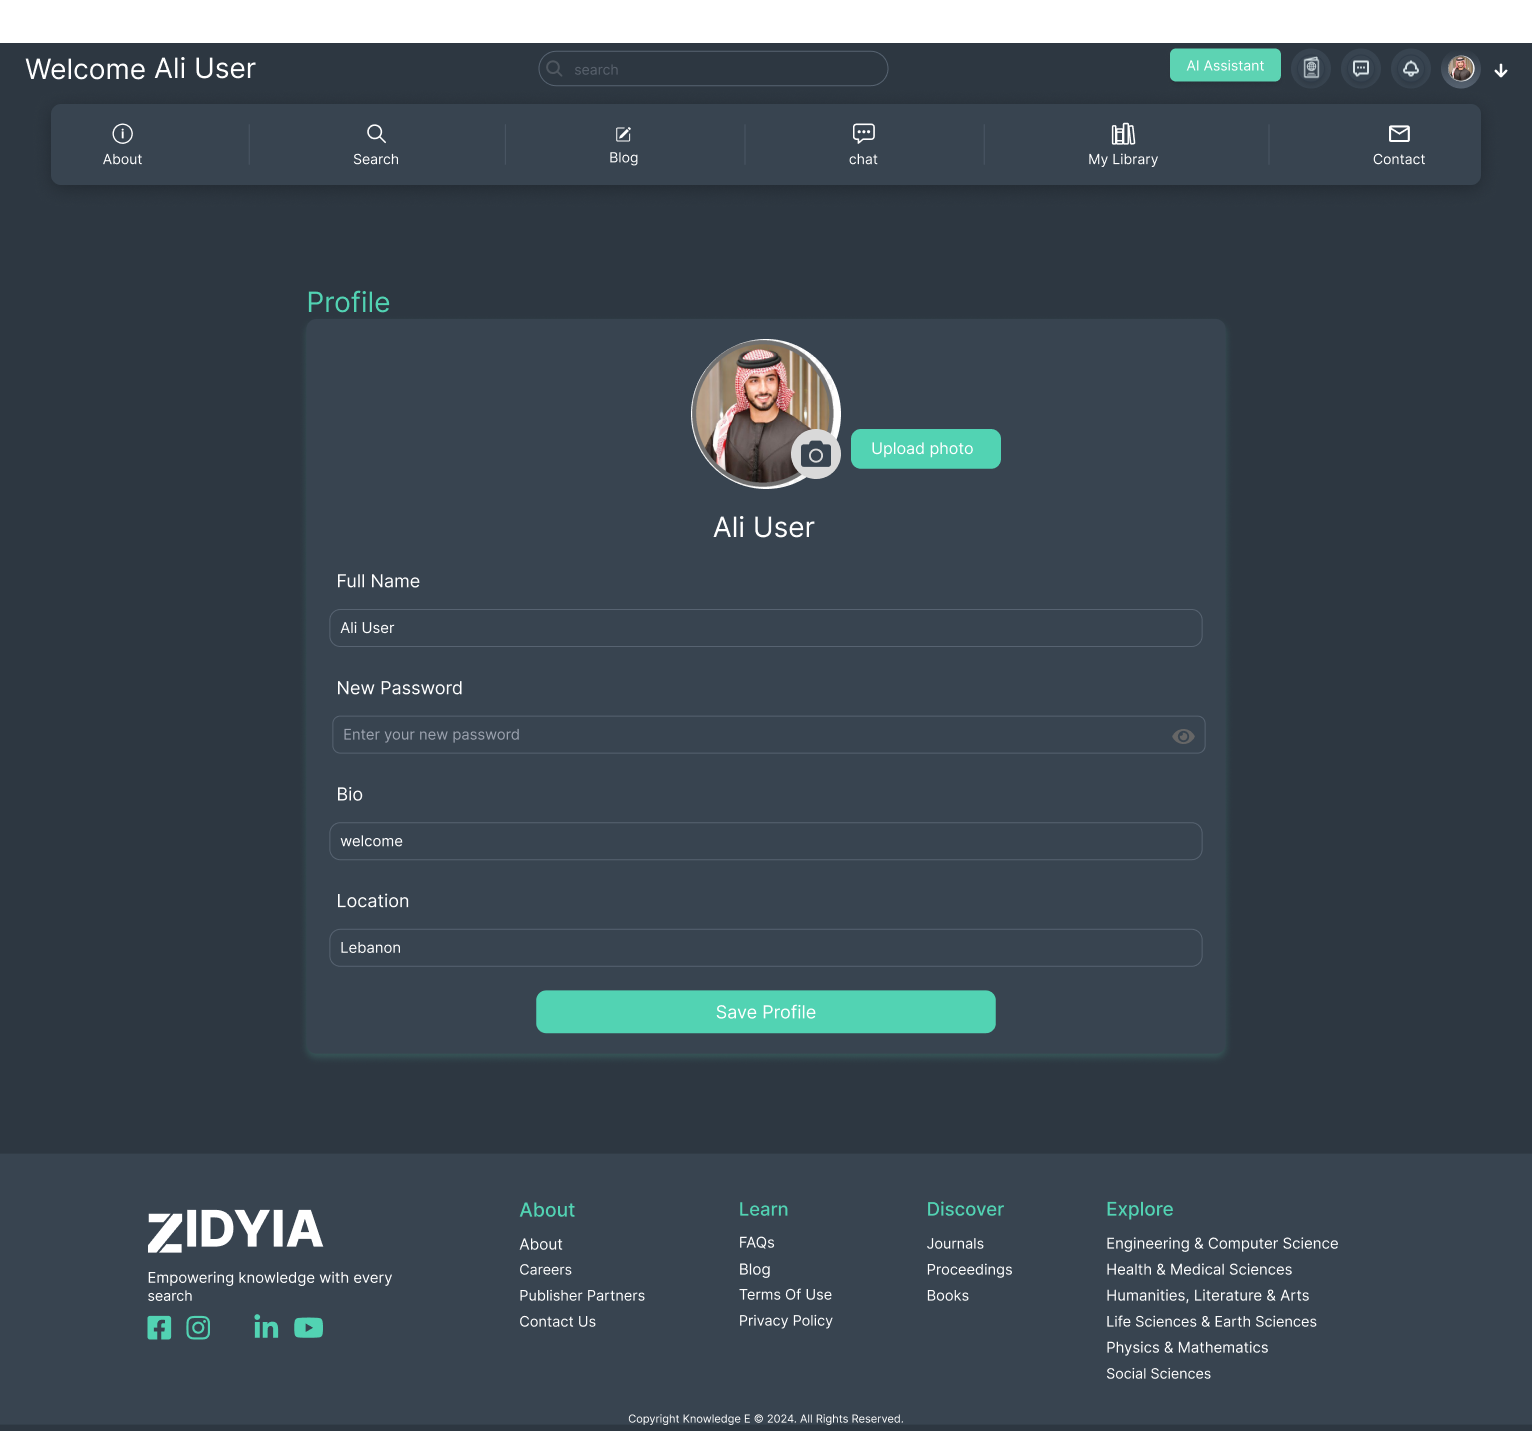 Welcome Ali User
search
AI Assistant
About
Search
Blog
chat
My Library
Contact
Profile
Upload photo
Ali User
Full Name
Ali User
New Password
Enter your new password
Bio
welcome
Location
Lebanon
Save Profile
ZIDYIA
Empowering knowledge with every
search
About
About
Careers
Publisher Partners
Contact Us
Learn
FAQs
Blog
Terms Of Use
Privacy Policy
Discover
Journals
Proceedings
Books
Explore
Engineering & Computer Science
Health & Medical Sciences
Humanities, Literature & Arts
Life Sciences & Earth Sciences
Physics & Mathematics
Social Sciences
Copyright Knowledge E © 2024. All Rights Reserved.